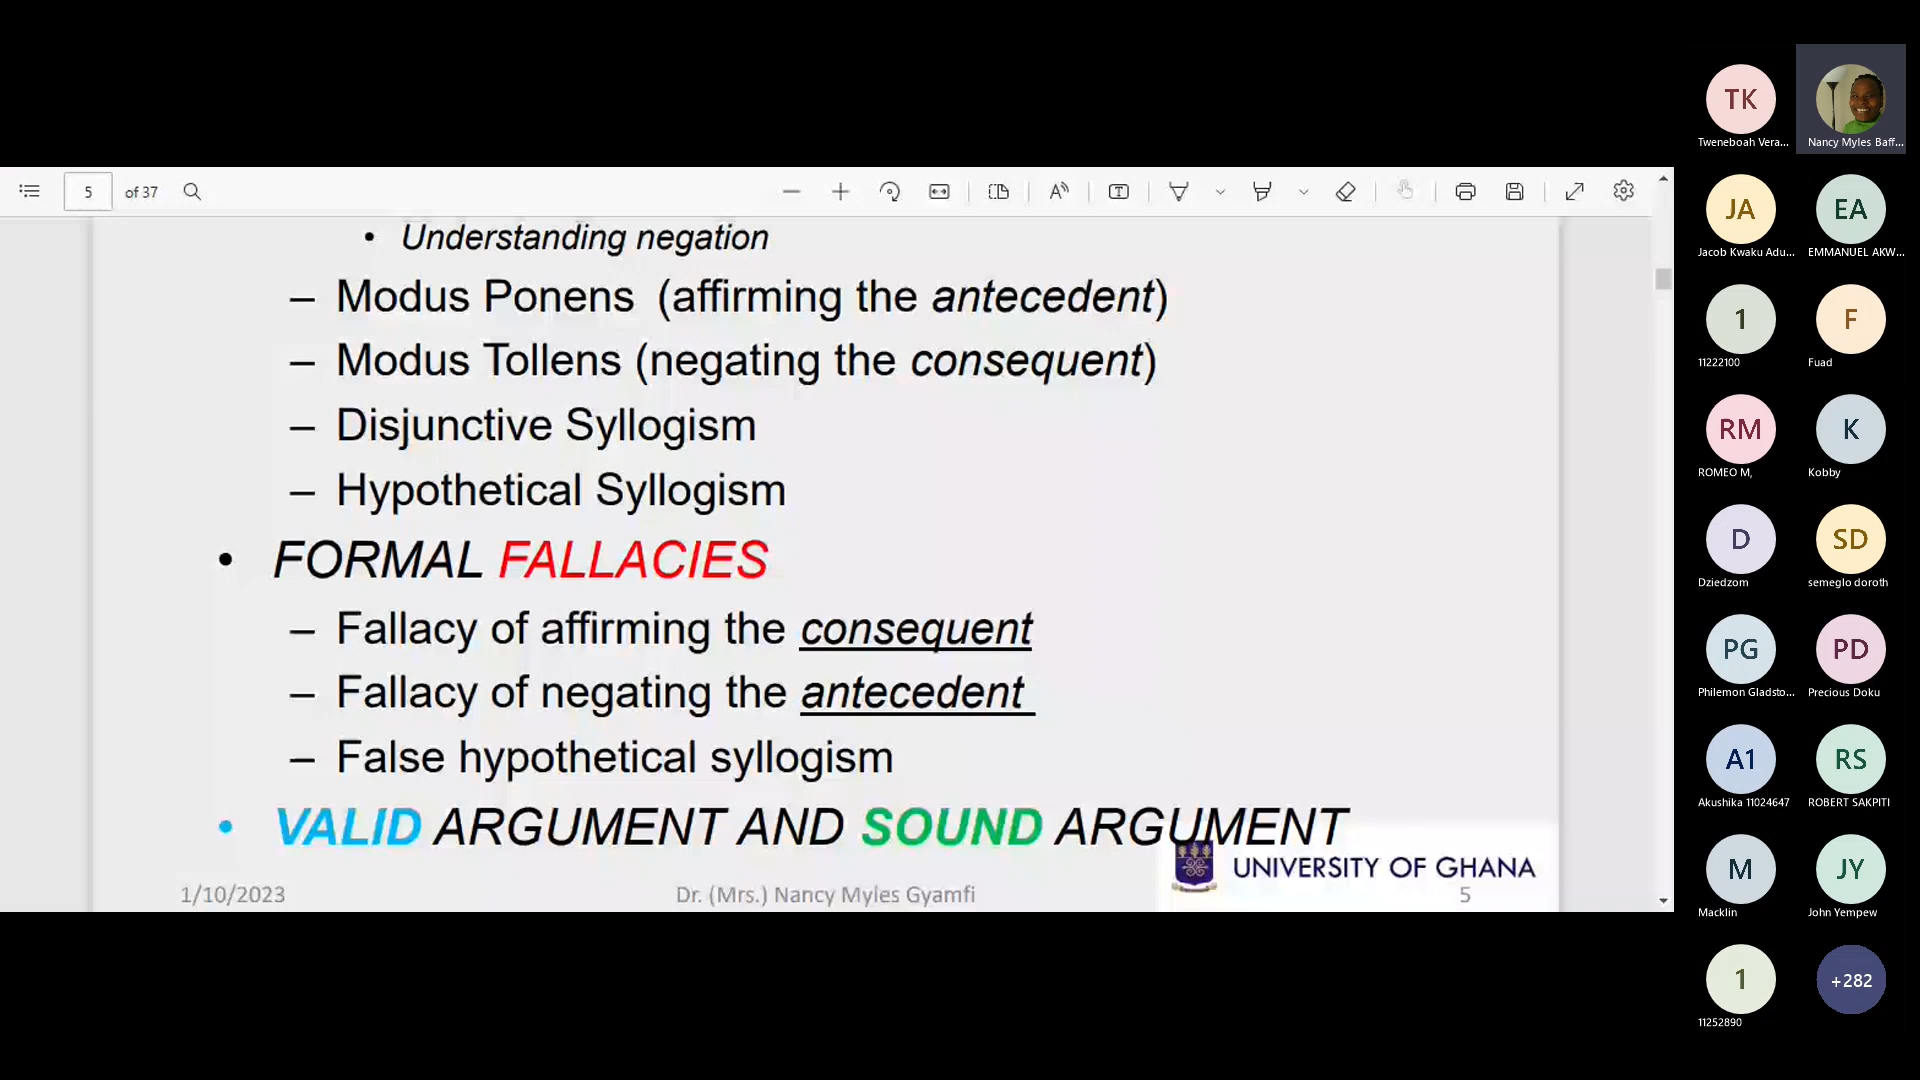 5 of 37
• Understanding negation
– Modus Ponens (affirming the antecedent)
– Modus Tollens (negating the consequent)
– Disjunctive Syllogism
– Hypothetical Syllogism
• FORMAL FALLACIES
– Fallacy of affirming the consequent
– Fallacy of negating the antecedent
– False hypothetical syllogism
• VALID ARGUMENT AND SOUND ARGUMENT
UNIVERSITY OF GHANA
1/10/2023 Dr. (Mrs.) Nancy Myles Gyamfi 5
TK
Tweneboah Vera...
Nancy Myles Baff...
JA EA
Jacob Kwaku Adu... EMMANUEL AKW...
1 F
11222100 Fuad
RM K
ROMEO M, Kobby
D SD
Dziedzom semeglo doroth
PG PD
Philemon Gladsto... Precious Doku
A1 RS
Akushika 11024647 ROBERT SAKPITI
M JY
Macklin John Yempew
1 +282
11252890